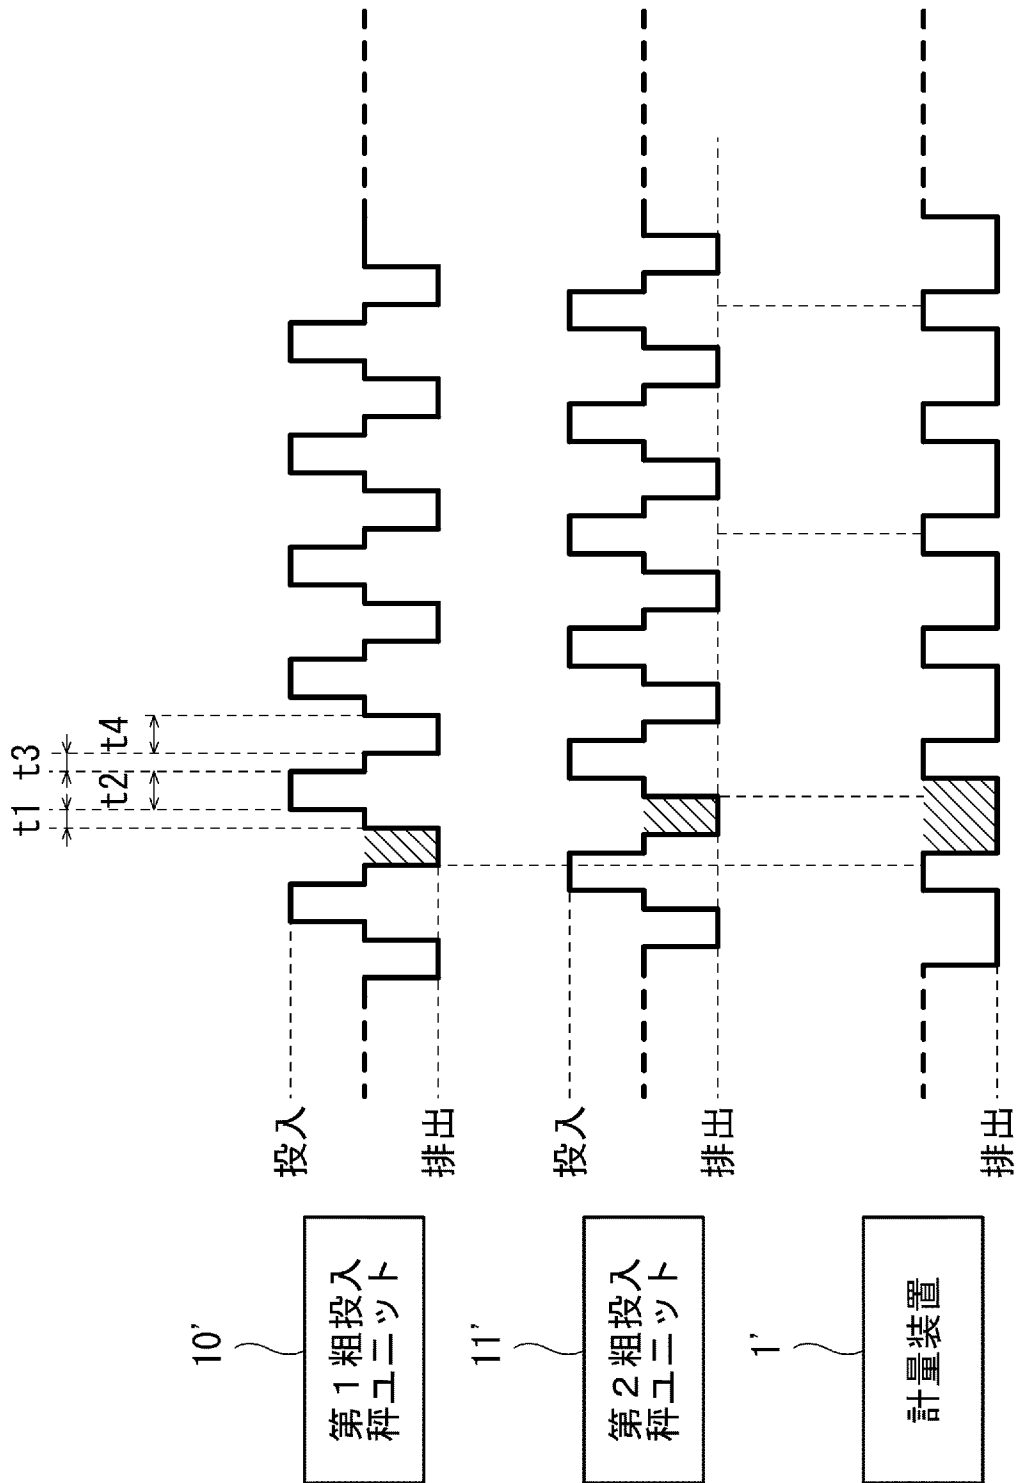 t1
t3
t2
t4
10'
第１粗投入
秤ユニット
投入
排出
11'
第２粗投入
秤ユニット
投入
排出
1'
計量装置
排出